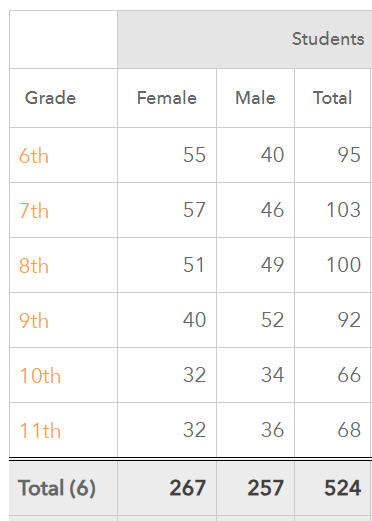 Students
Grade Female Male Total
6th 55 40 95
7th 57 46 103
8th 51 49 100
9th 40 52 92
10th 32 34 66
11th 32 36 68
Total (6) 267 257 524